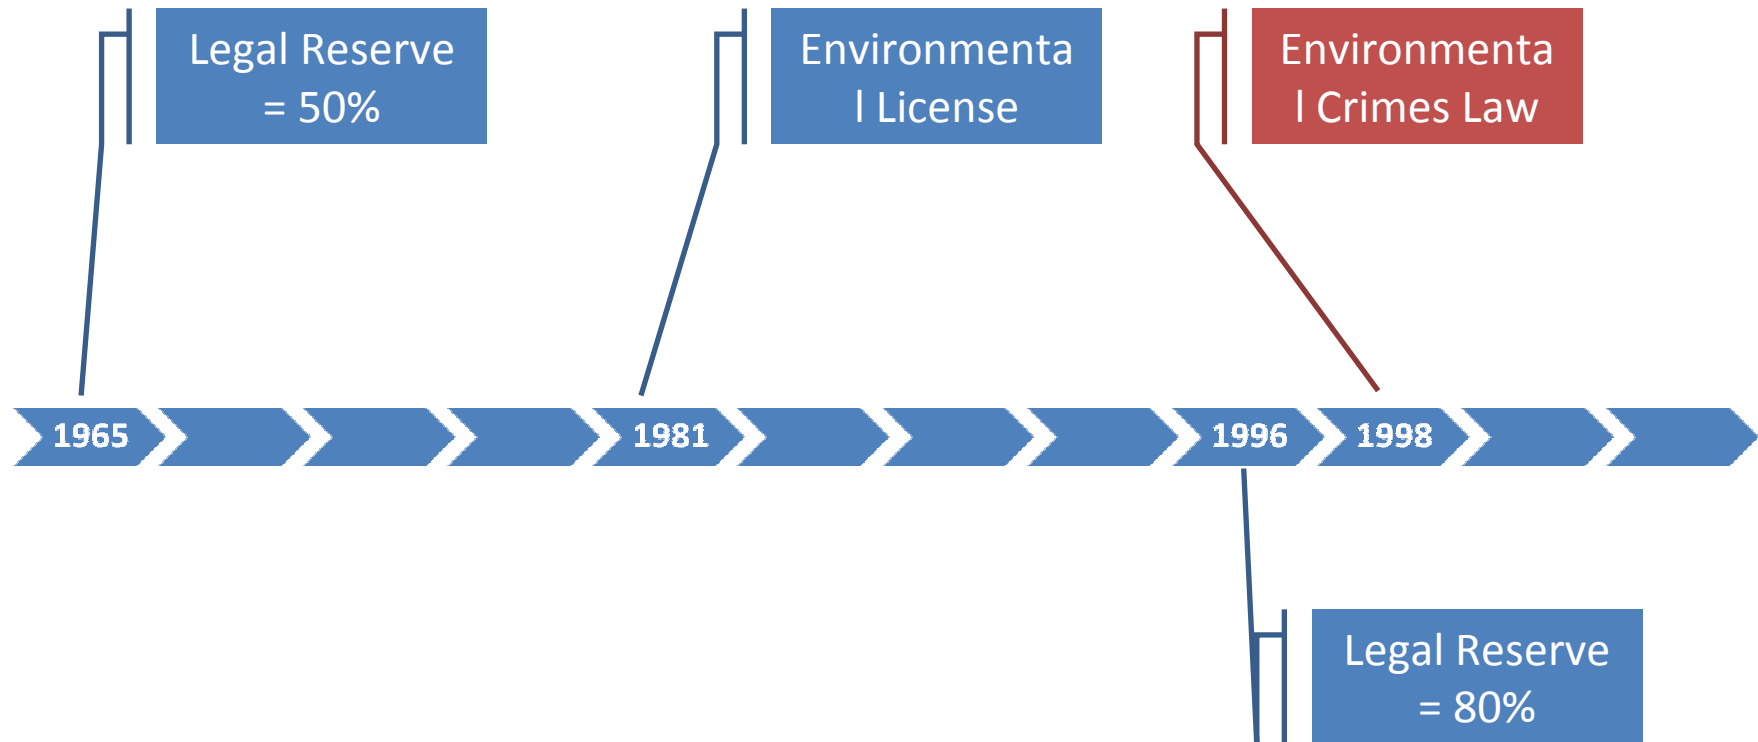 Legal Reserve
= 50%
Environmenta
l License
Environmenta
l Crimes Law
1965
1981
1996
1998
Legal Reserve
= 80%